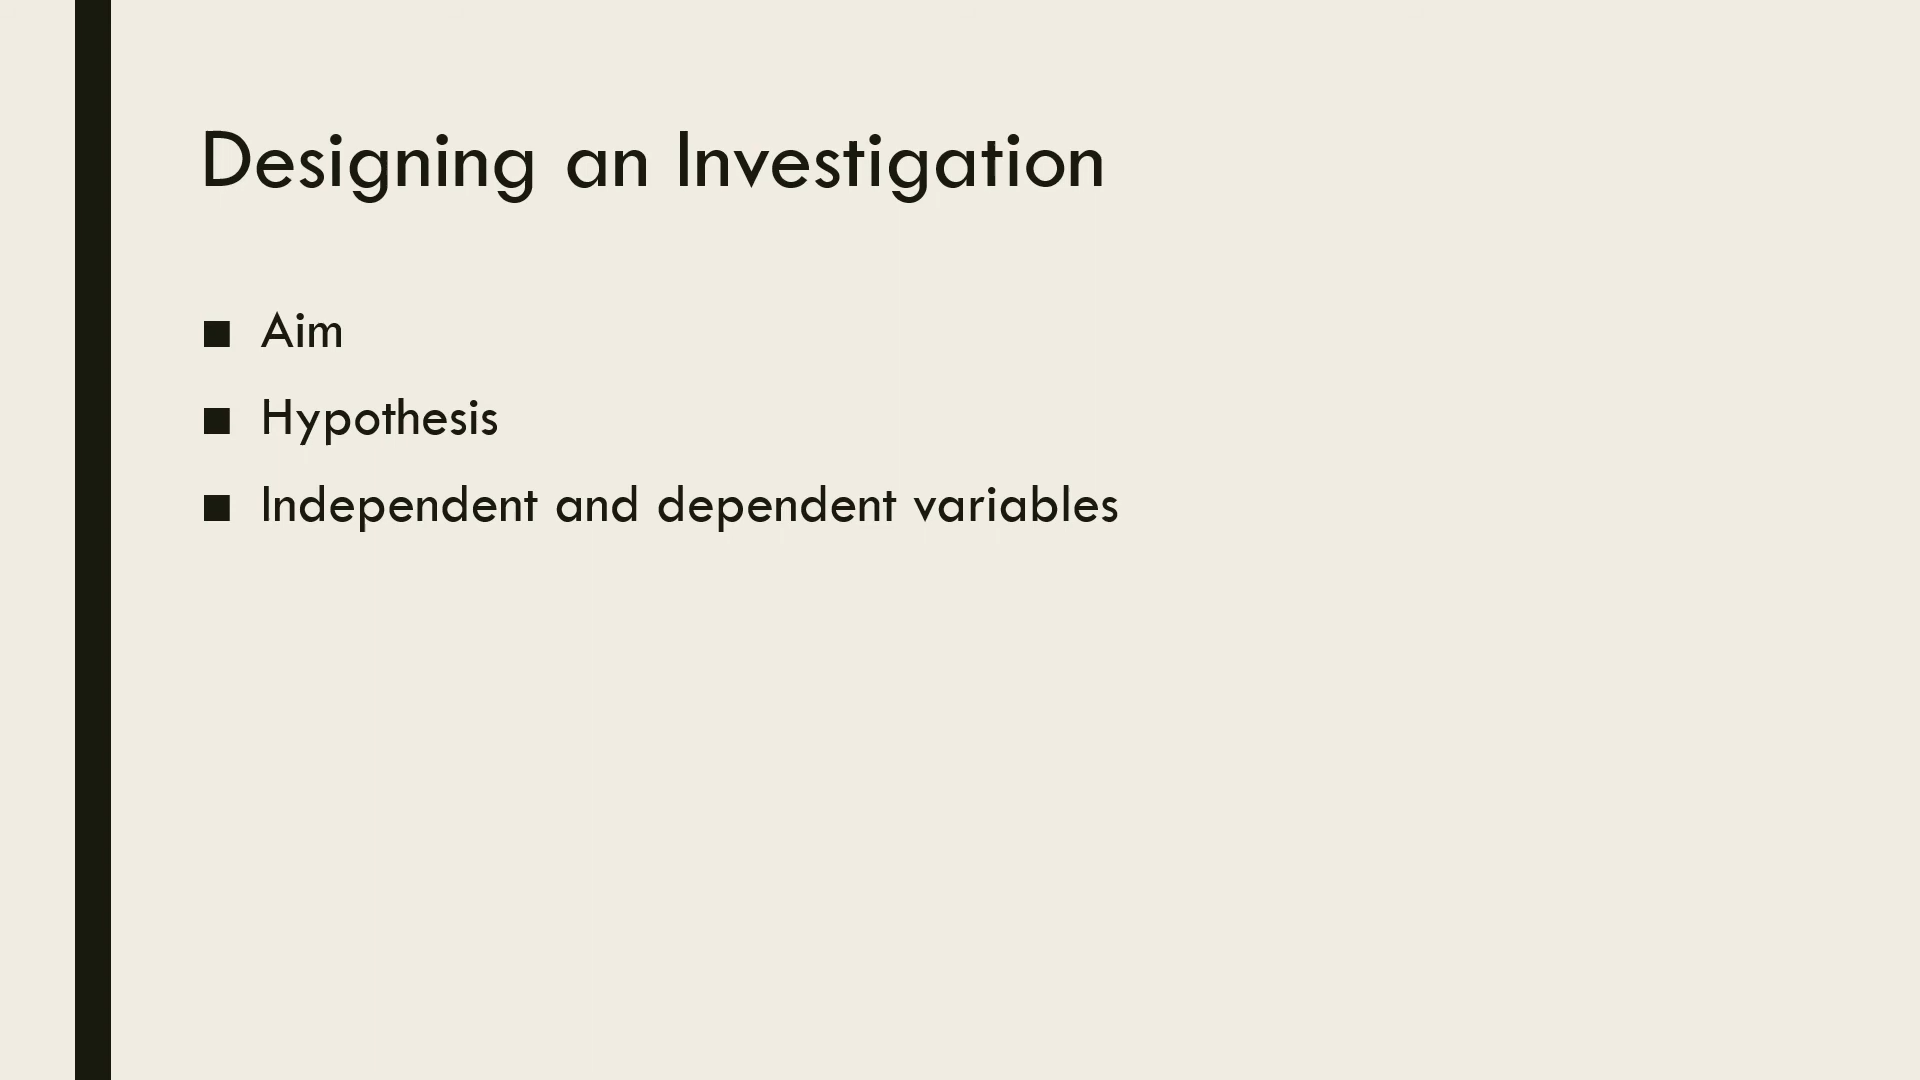 Designing an Investigation
■ Aim
■ Hypothesis
■ Independent and dependent variables